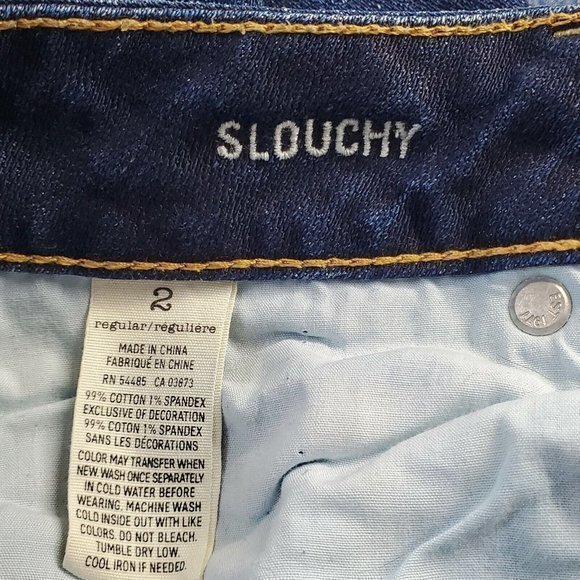 SLOUCHY
2
regular/régulière
MADE IN CHINA
FABRIQUÉ EN CHINE
RN 54485 CA 03873
99% COTTON 1% SPANDEX
EXCLUSIVE OF DECORATION
99% COTON 1% SPANDEX
SANS LES DÉCORATIONS
COLOR MAY TRANSFER WHEN
NEW. WASH ONCE SEPARATELY
IN COLD WATER BEFORE
WEARING. MACHINE WASH
COLD INSIDE OUT WITH LIKE
COLORS. DO NOT BLEACH.
TUMBLE DRY LOW.
COOL IRON IF NEEDED.